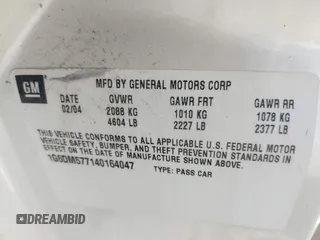 GM
MFD BY GENERAL MOTORS CORP
DATE GVWR GAWR FRT GAWR RR
02/04 2088 KG 1010 KG 1078 KG
4604 LB 2227 LB 2377 LB
THIS VEHICLE CONFORMS TO ALL APPLICABLE U.S. FEDERAL MOTOR
VEHICLE SAFETY, BUMPER, AND THEFT PREVENTION STANDARDS IN
EFFECT ON THE DATE OF MANUFACTURE SHOWN ABOVE.
1G6DM577140164047 TYPE: PASS CAR
DEALERHISTORY.COM